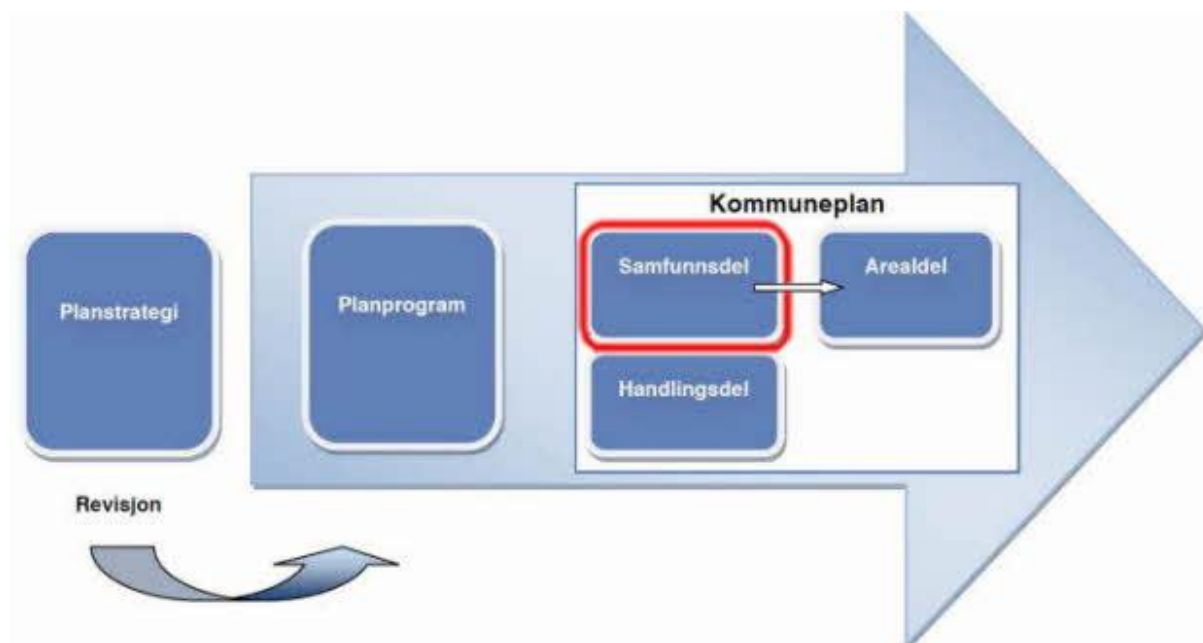 Kommuneplan
Planstrategi
Planprogram
Samfunnsdel
Arealdel
Handlingsdel
Revisjon